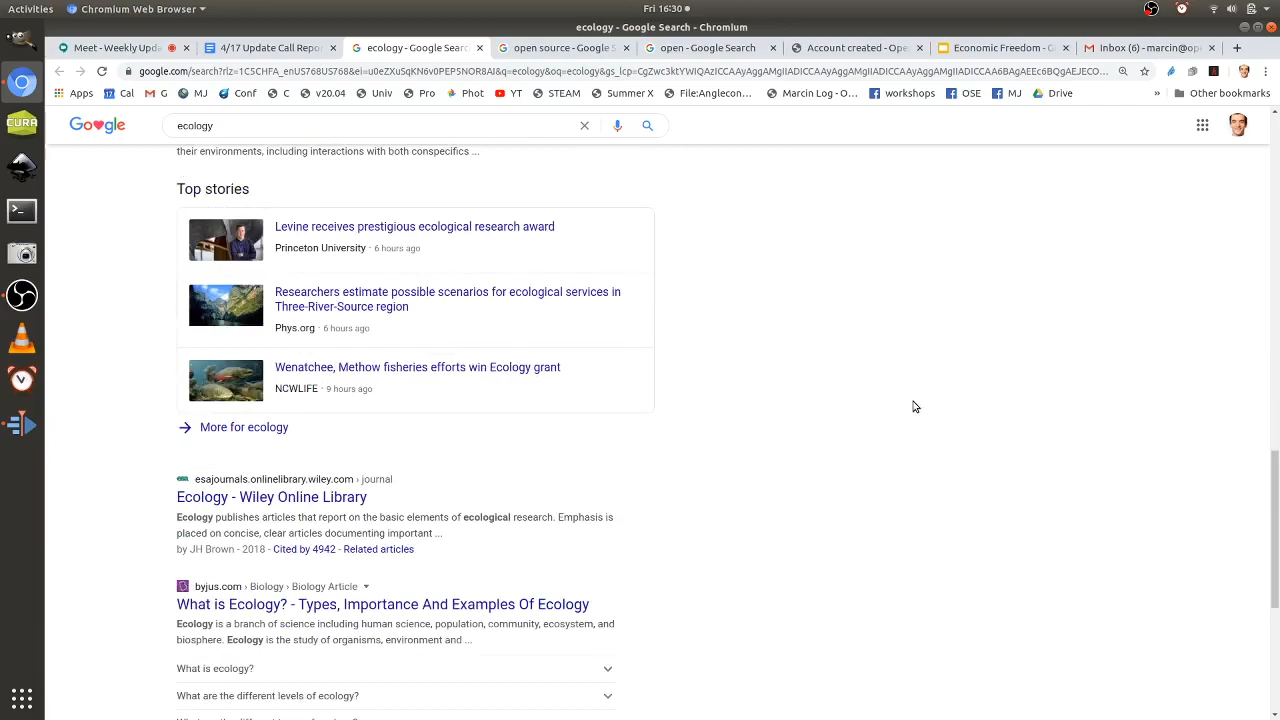 Activities
Chromium Web Browser
Fri 16:30
ecology - Google Search - Chromium
Meet - Weekly Upda
4/17 Update Call Repor
ecology - Google Searc
open source - Google S
open - Google Search
Account created - Ope
Economic Freedom - G
Inbox (6) - marcin@op
Apps
Cal
G
MJ
Conf
C
v20.04
Univ
Pro
Phot
YT
STEAM
Summer X
File:Anglecon...
Marcin Log - O...
workshops
OSE
MJ
Drive
»
Other bookmarks
ecology
their environments, including interactions with both conspecifics ...
Top stories
Levine receives prestigious ecological research award
Princeton University · 6 hours ago
Researchers estimate possible scenarios for ecological services in
Three-River-Source region
Phys.org · 6 hours ago
Wenatchee, Methow fisheries efforts win Ecology grant
NCWLIFE · 9 hours ago
More for ecology
esajournals.onlinelibrary.wiley.com › journal
Ecology - Wiley Online Library
Ecology publishes articles that report on the basic elements of ecological research. Emphasis is
placed on concise, clear articles documenting important ...
by JH Brown - 2018 - Cited by 4942 - Related articles
byjus.com › Biology › Biology Article
What is Ecology? - Types, Importance And Examples Of Ecology
Ecology is a branch of science including human science, population, community, ecosystem, and
biosphere. Ecology is the study of organisms, environment and ...
What is ecology?
What are the different levels of ecology?
CURA